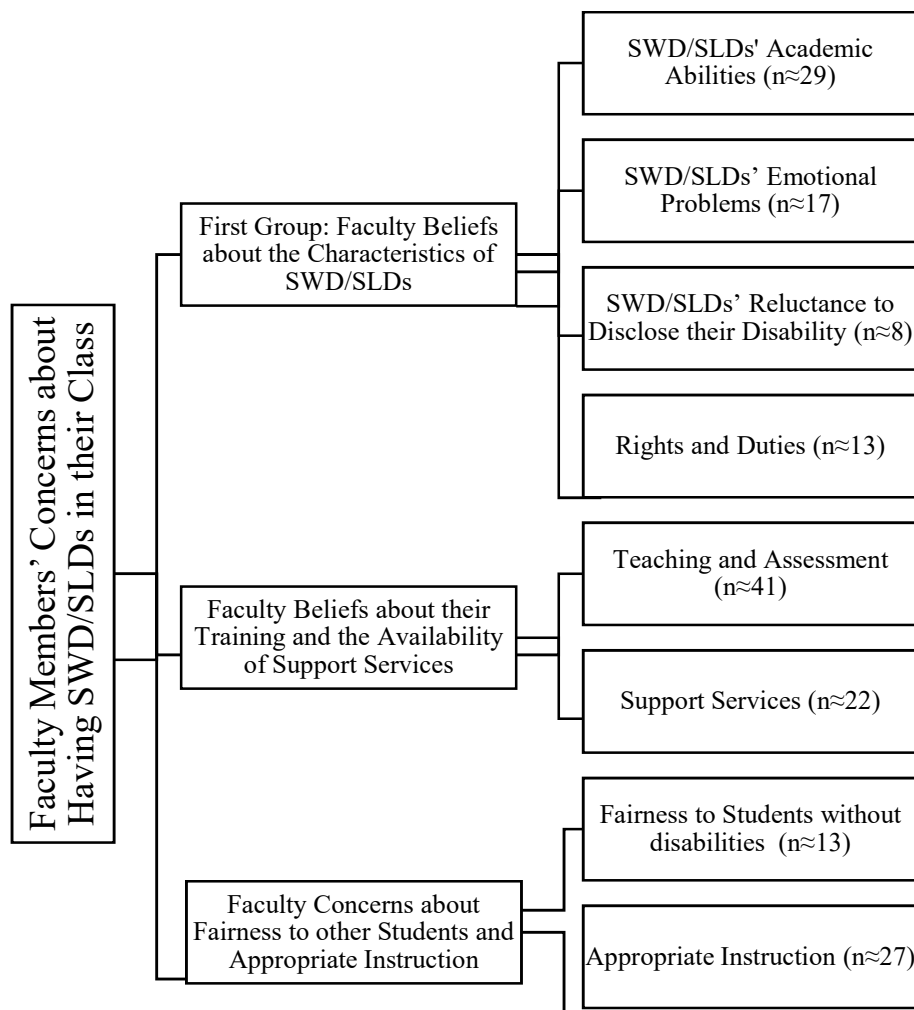 Faculty Members’ Concerns about
Having SWD/SLDs in their Class
First Group: Faculty Beliefs
about the Characteristics of
SWD/SLDs
SWD/SLDs' Academic
Abilities (n≈29)
SWD/SLDs’ Emotional
Problems (n≈17)
SWD/SLDs’ Reluctance to
Disclose their Disability (n≈8)
Rights and Duties (n≈13)
Faculty Beliefs about their
Training and the Availability
of Support Services
Teaching and Assessment
(n≈41)
Support Services (n≈22)
Faculty Concerns about
Fairness to other Students and
Appropriate Instruction
Fairness to Students without
disabilities (n≈13)
Appropriate Instruction (n≈27)